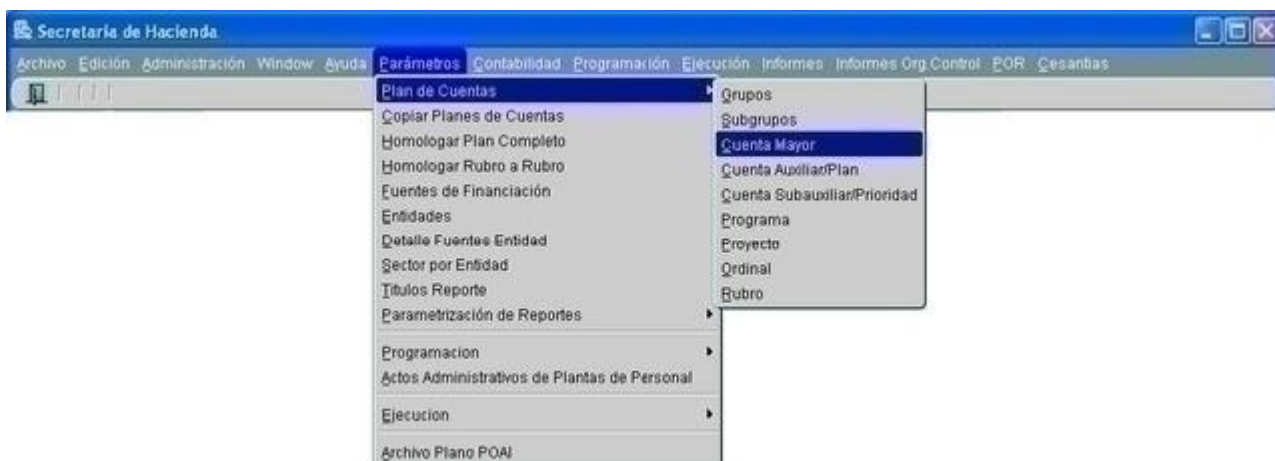 Secretaría de Hacienda
Archivo Edición Administración Window Ayuda Parámetros Contabilidad Programación Ejecución Informes Informes Org.Control POR Cesantias
Plan de Cuentas
Copiar Planes de Cuentas
Homologar Plan Completo
Homologar Rubro a Rubro
Fuentes de Financiación
Entidades
Detalle Fuentes Entidad
Sector por Entidad
Títulos Reporte
Parametrización de Reportes
Programacion
Actos Administrativos de Plantas de Personal
Ejecucion
Archivo Plano POAI
Grupos
Subgrupos
Cuenta Mayor
Cuenta Auxiliar/Plan
Cuenta Subauxiliar/Prioridad
Programa
Proyecto
Ordinal
Rubro